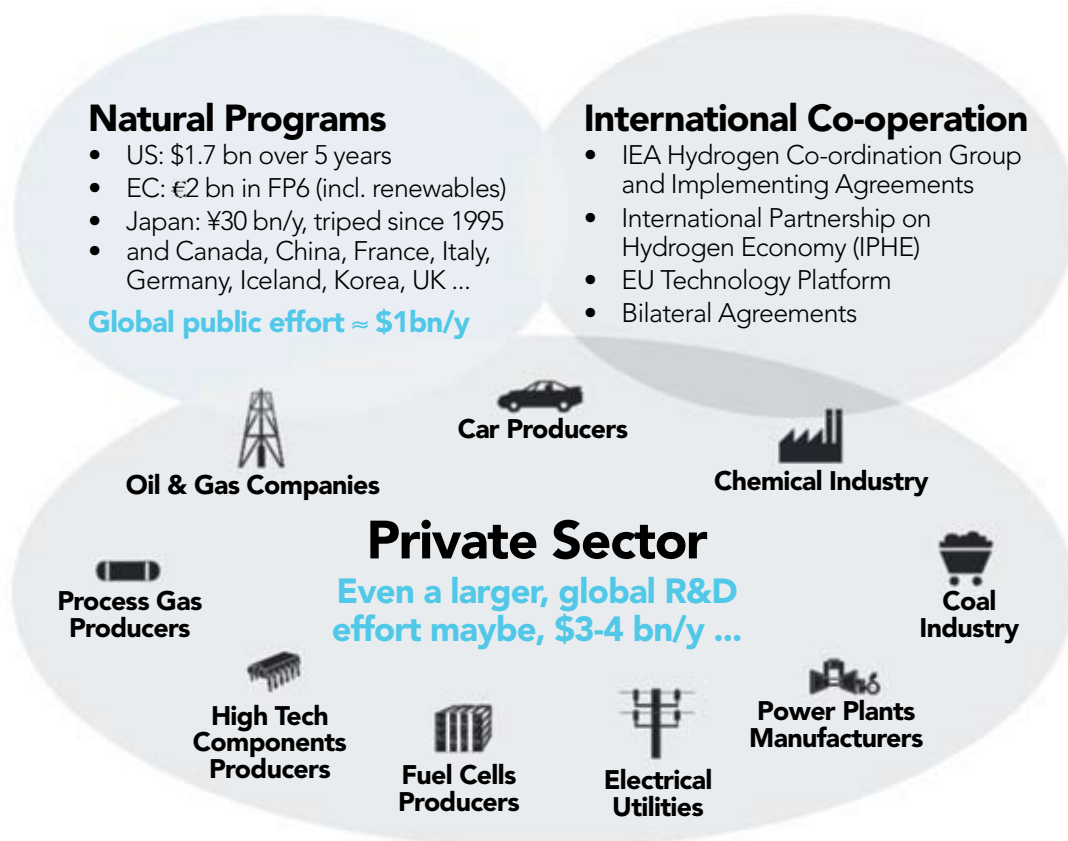 Natural Programs
• US: $1.7 bn over 5 years
• EC: €2 bn in FP6 (incl. renewables)
• Japan: ¥30 bn/y, triped since 1995
• and Canada, China, France, Italy,
Germany, Iceland, Korea, UK ...
Global public effort ≈ $1bn/y
International Co-operation
• IEA Hydrogen Co-ordination Group
and Implementing Agreements
• International Partnership on
Hydrogen Economy (IPHE)
• EU Technology Platform
• Bilateral Agreements
Car Producers
Oil & Gas Companies
Chemical Industry
Private Sector
Even a larger, global R&D
effort maybe, $3-4 bn/y ...
Process Gas
Producers
Coal
Industry
High Tech
Components
Producers
Fuel Cells
Producers
Electrical
Utilities
Power Plants
Manufacturers